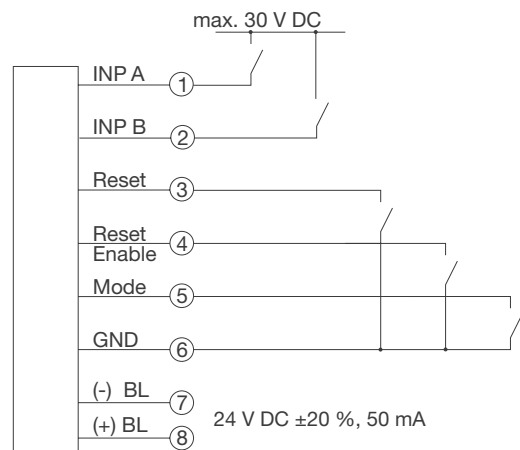 max. 30 V DC
INP A 1
INP B 2
Reset 3
Reset
Enable 4
Mode 5
GND 6
(-) BL 7
(+) BL 8
24 V DC ±20 %, 50 mA